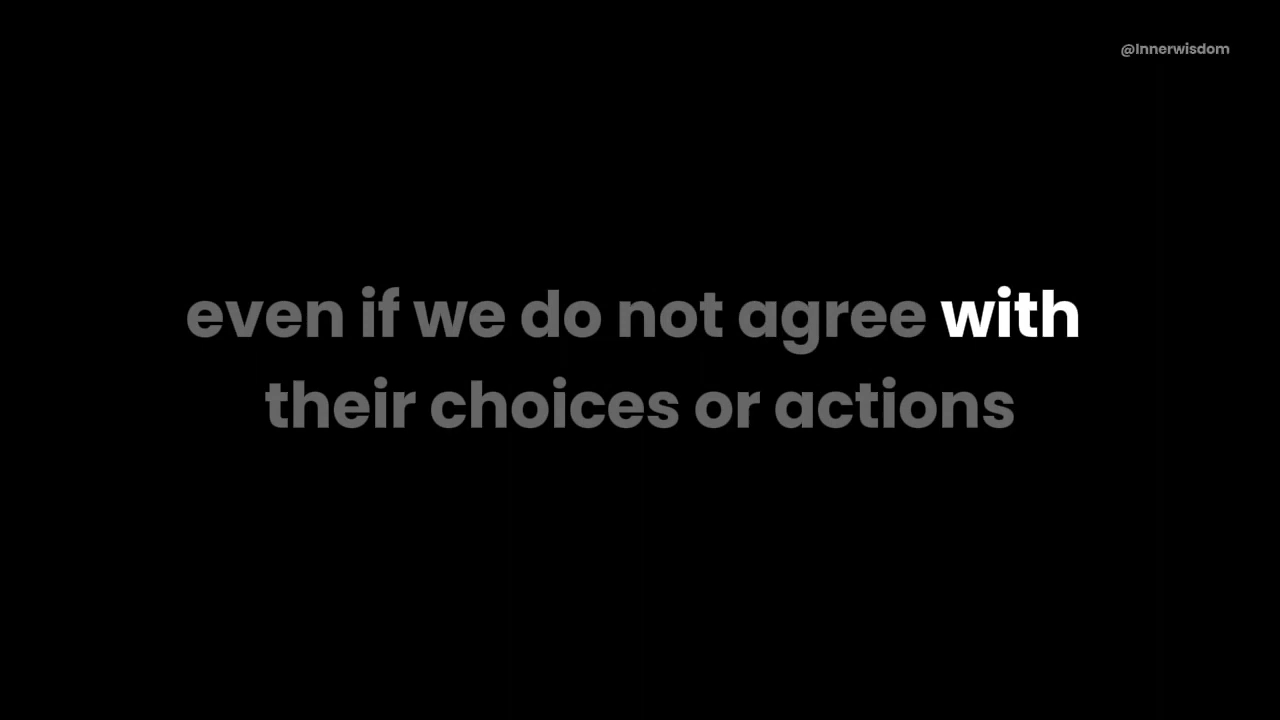 @Innerwisdom
even if we do not agree with
their choices or actions